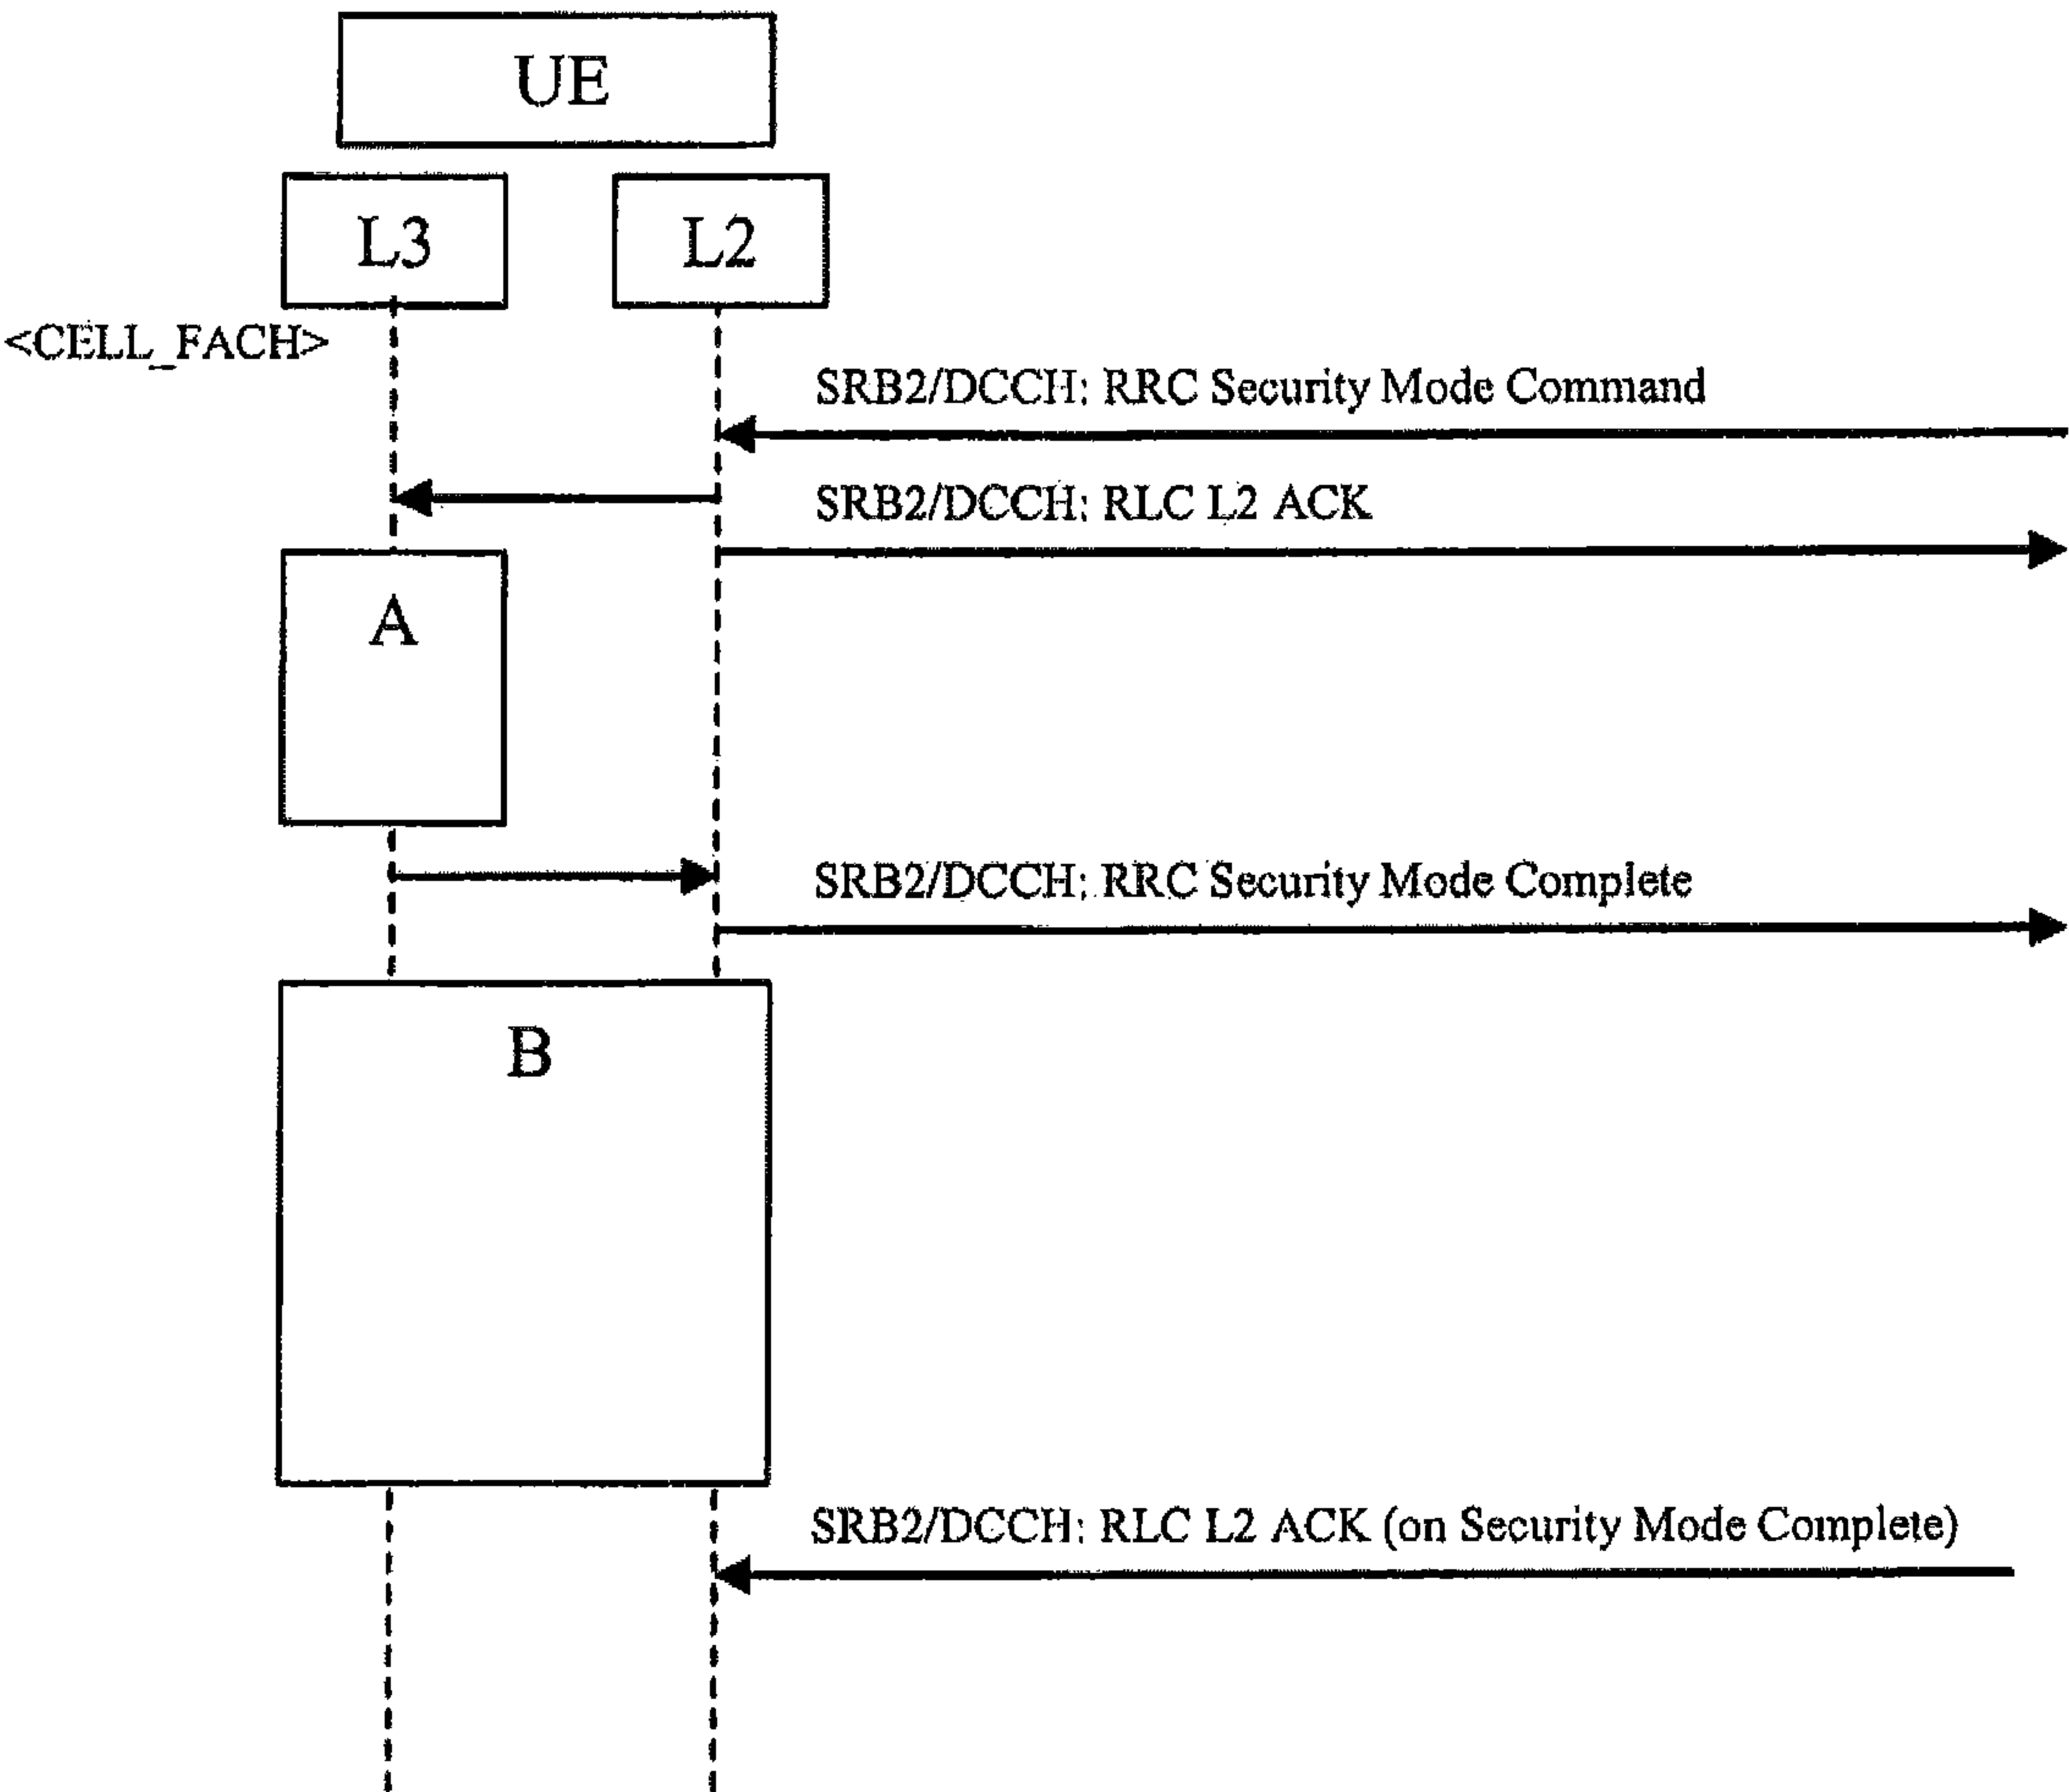 UE
L3
L2
<CELL_FACH>
SRB2/DCCH: RRC Security Mode Command
SRB2/DCCH: RLC L2 ACK
A
SRB2/DCCH: RRC Security Mode Complete
B
SRB2/DCCH: RLC L2 ACK (on Security Mode Complete)